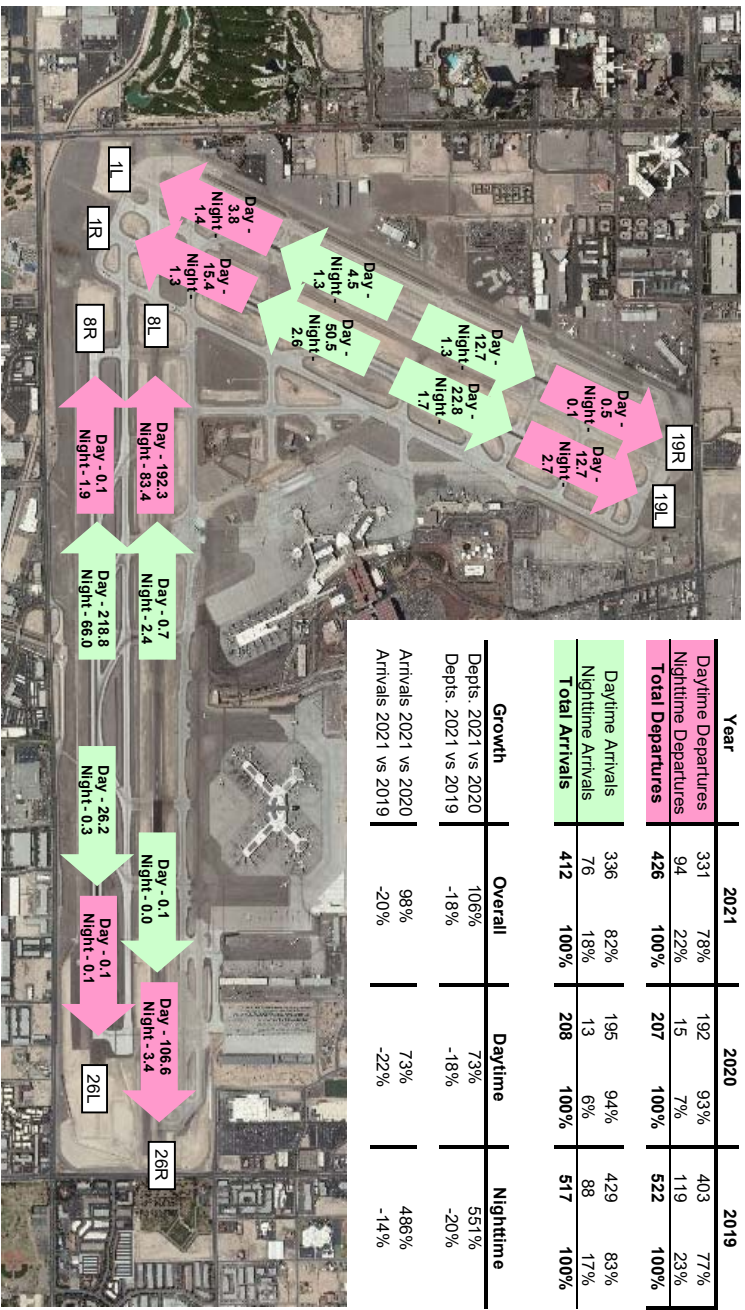 Year 2021 2020 2019
Daytime Departures 331 78% 192 93% 403 77%
Nighttime Departures 94 22% 15 7% 119 23%
Total Departures 426 100% 207 100% 522 100%
Daytime Arrivals 336 82% 195 94% 429 83%
Nighttime Arrivals 76 18% 13 6% 88 17%
Total Arrivals 412 100% 208 100% 517 100%
Growth Overall Daytime Nighttime
Depts. 2021 vs 2020 106% 73% 551%
Depts. 2021 vs 2019 -18% -18% -20%
Arrivals 2021 vs 2020 98% 73% 486%
Arrivals 2021 vs 2019 -20% -22% -14%
19R
19L
Day -
0.5
Night -
0.1
Day -
12.7
Night -
2.7
Day -
12.7
Night -
1.3
Day -
22.8
Night -
1.7
Day -
4.5
Night -
1.3
Day -
50.5
Night -
2.6
Day -
3.8
Night -
1.4
Day -
15.4
Night -
1.3
1L
1R
8L
8R
Day - 192.3
Night - 83.4
Day - 0.7
Night - 2.4
Day - 0.1
Night - 0.0
Day - 106.6
Night - 3.4
26R
Day - 0.1
Night - 1.9
Day - 218.8
Night - 66.0
Day - 26.2
Night - 0.3
Day - 0.1
Night - 0.1
26L